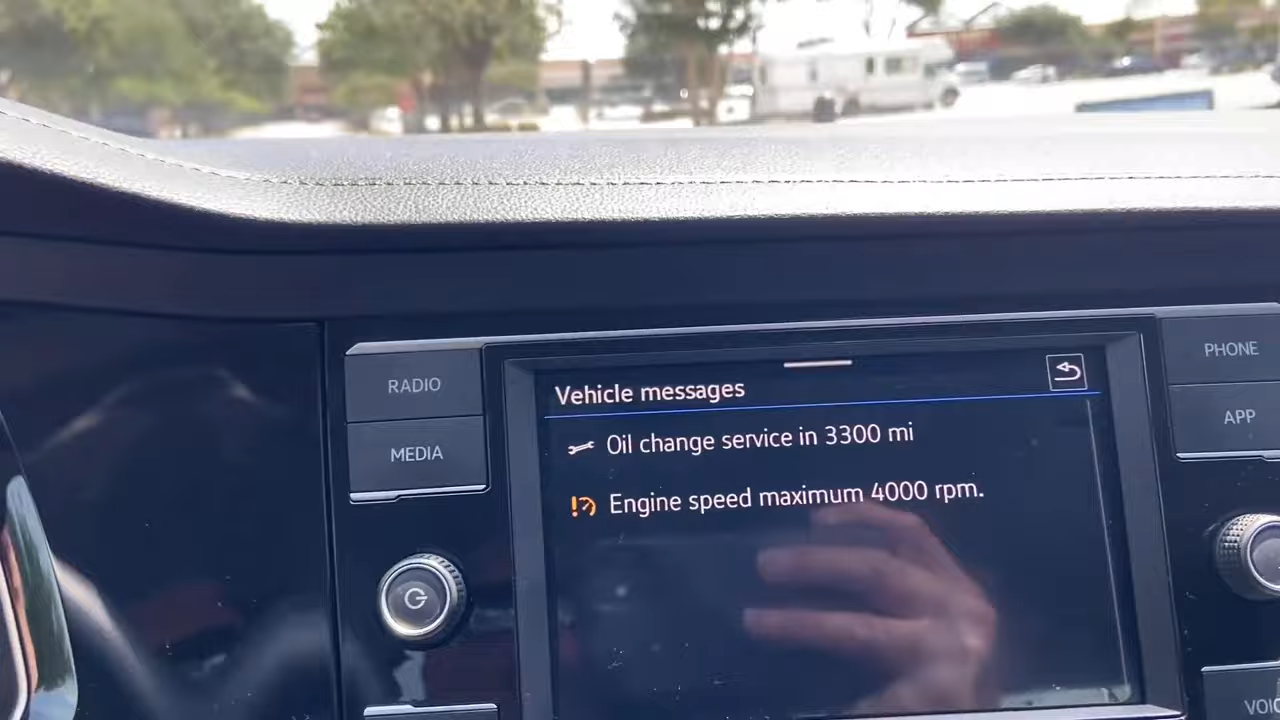 RADIO
MEDIA
Vehicle messages
Oil change service in 3300 mi
Engine speed maximum 4000 rpm.
PHONE
APP